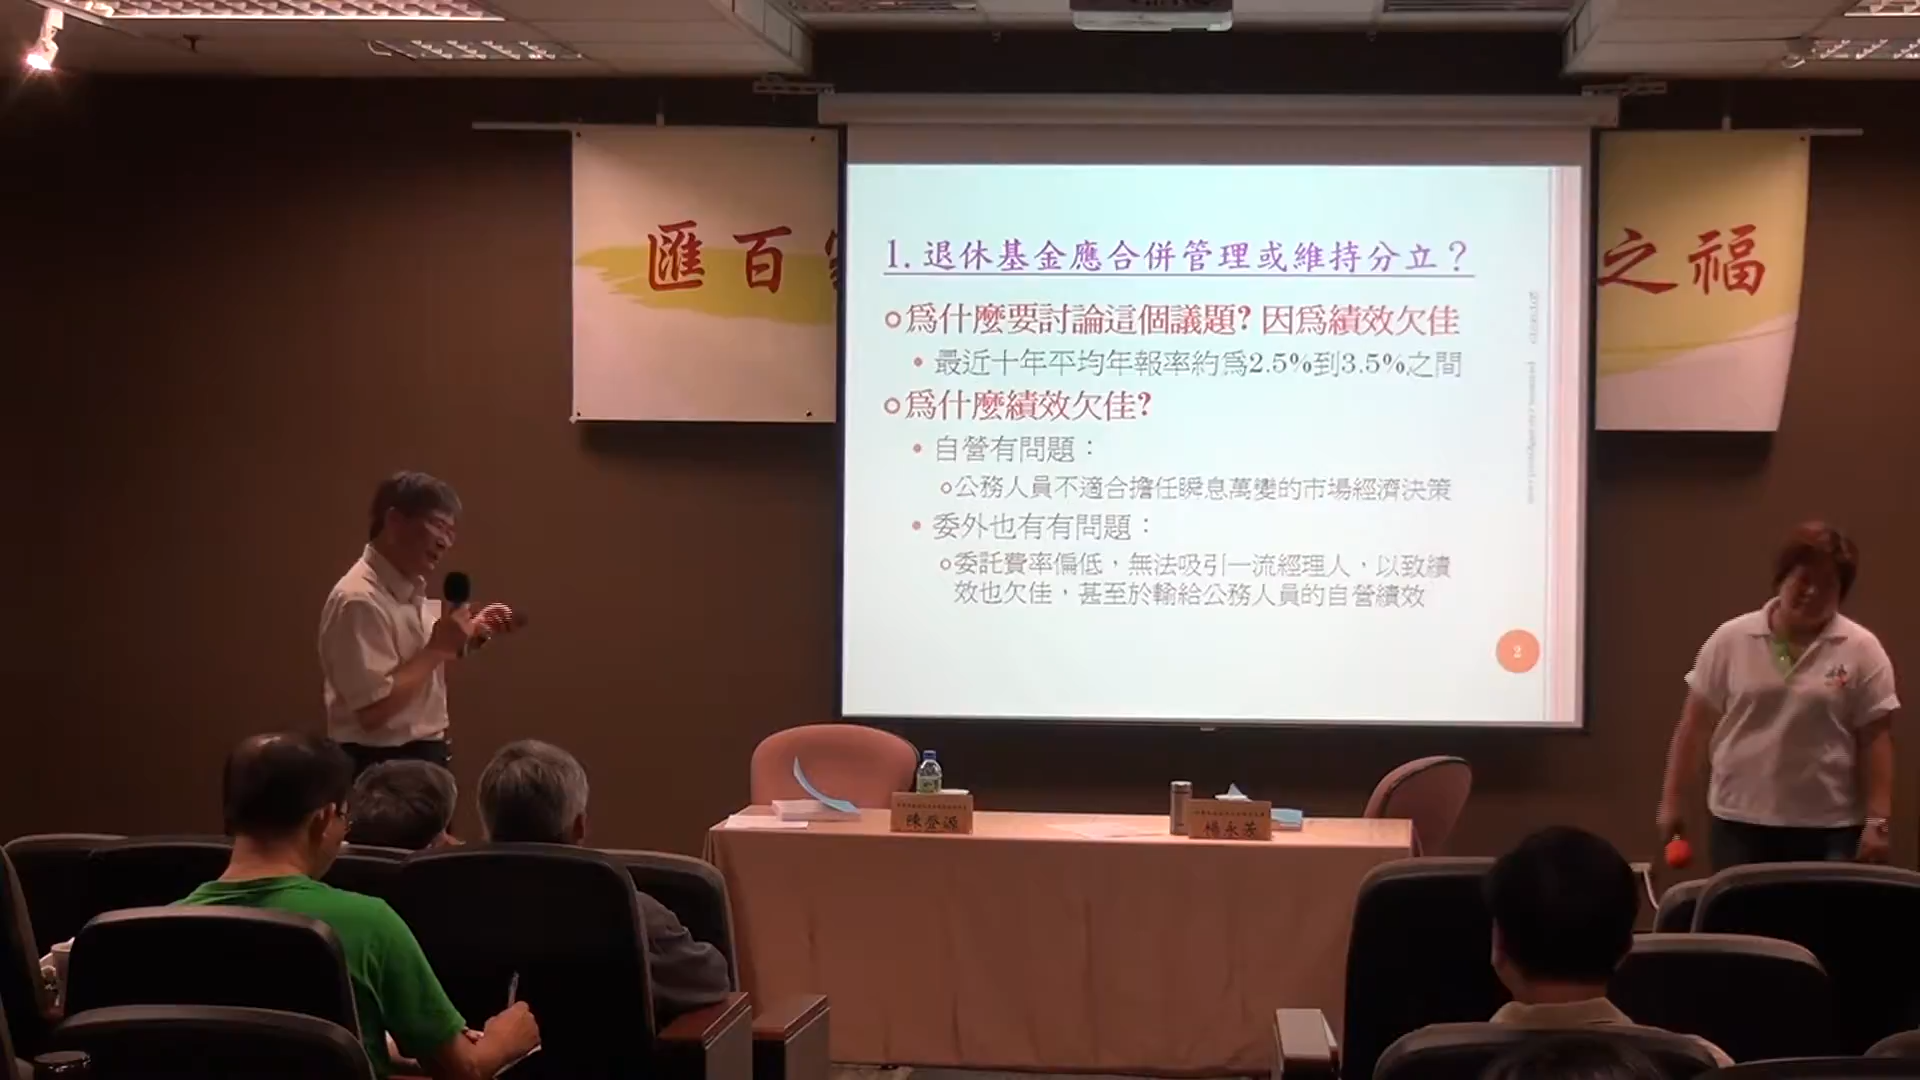 匯百
之福
1. 退休基金應合併管理或維持分立？
為什麼要討論這個議題? 因為績效欠佳
最近十年平均年報率約為2.5%到3.5%之間
為什麼績效欠佳?
自營有問題：
公務人員不適合擔任瞬息萬變的市場經濟決策
委外也有有問題：
委託費率偏低，無法吸引一流經理人，以致績
效也欠佳，甚至於輸給公務人員的自營績效
2
陳登源
楊永芳